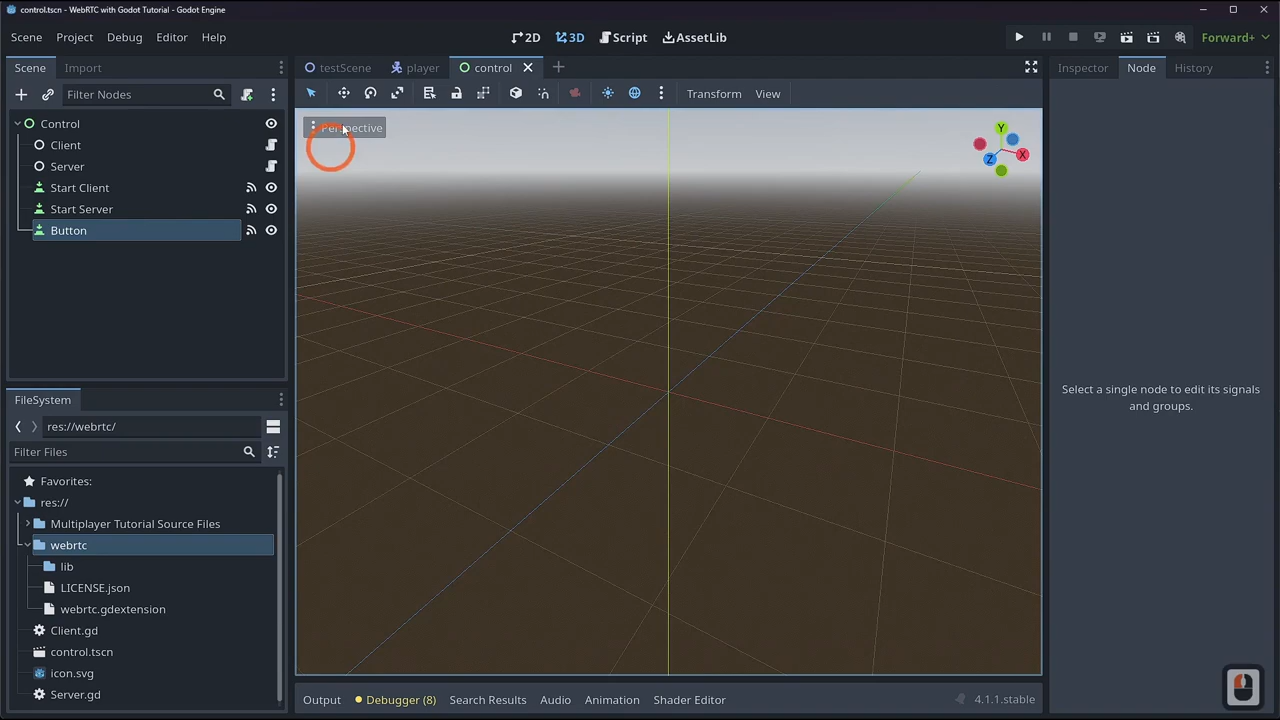 control.tscn - WebRTC with Godot Tutorial - Godot Engine
Scene Project Debug Editor Help
2D 3D Script AssetLib
Forward+
Scene Import
testScene player control
Inspector Node History
Filter Nodes
Transform View
Perspective
Y
X
Z
Control
Client
Server
Start Client
Start Server
Button
Select a single node to edit its signals
and groups.
FileSystem
res://webrtc/
Filter Files
Favorites:
res://
Multiplayer Tutorial Source Files
webrtc
lib
LICENSE.json
webrtc.gdextension
Client.gd
control.tscn
icon.svg
Server.gd
Output Debugger (8) Search Results Audio Animation Shader Editor
4.1.1.stable